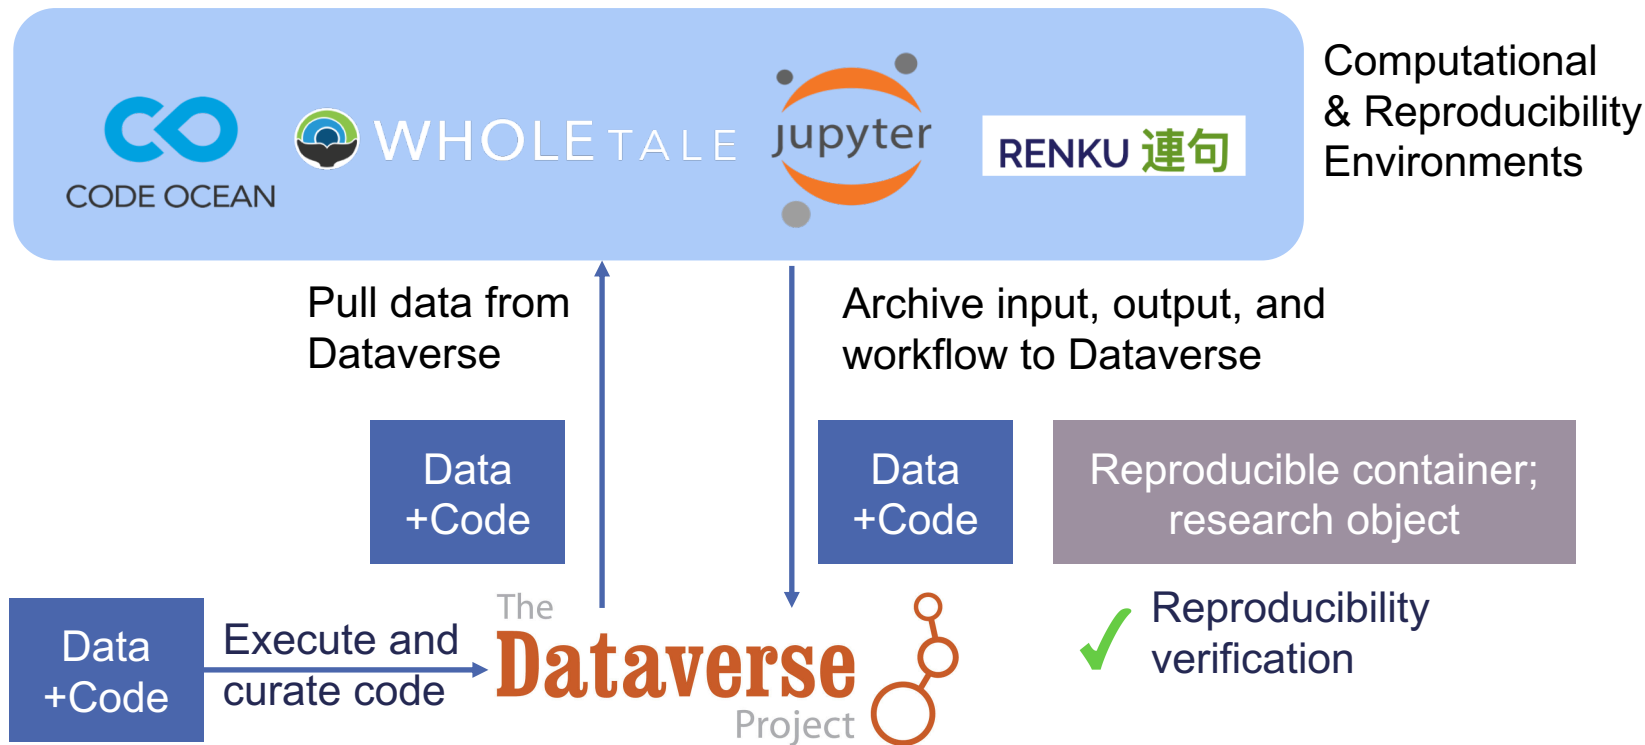 CODE OCEAN
WHOLE TALE
jupyter
RENKU 連句
Computational
& Reproducibility
Environments
Pull data from
Dataverse
Archive input, output, and
workflow to Dataverse
Data
+Code
Data
+Code
Reproducible container;
research object
Data
+Code
Execute and
curate code
The
Dataverse
Project
Reproducibility
verification